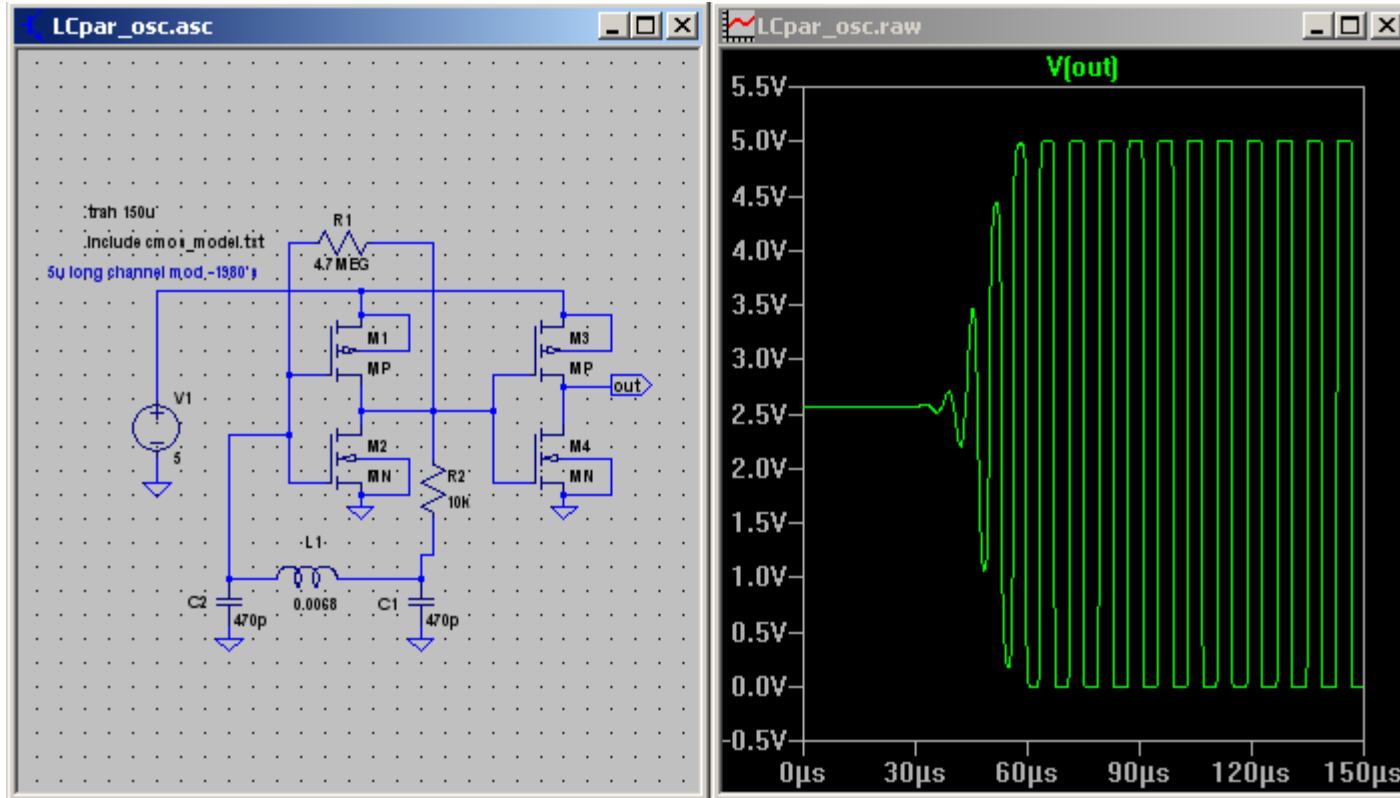 LCpar_osc.asc
.tran 150u
.include cmos_model.txt
5u long channel mod.~1980's
R1
4.7 MEG
M1
MP
M3
MP
out
V1
5
M2
MN
M4
MN
R2
10K
L1
0.0068
C2
470p
C1
470p
LCpar_osc.raw
V(out)
5.5V
5.0V
4.5V
4.0V
3.5V
3.0V
2.5V
2.0V
1.5V
1.0V
0.5V
0.0V
-0.5V
0µs 30µs 60µs 90µs 120µs 150µs